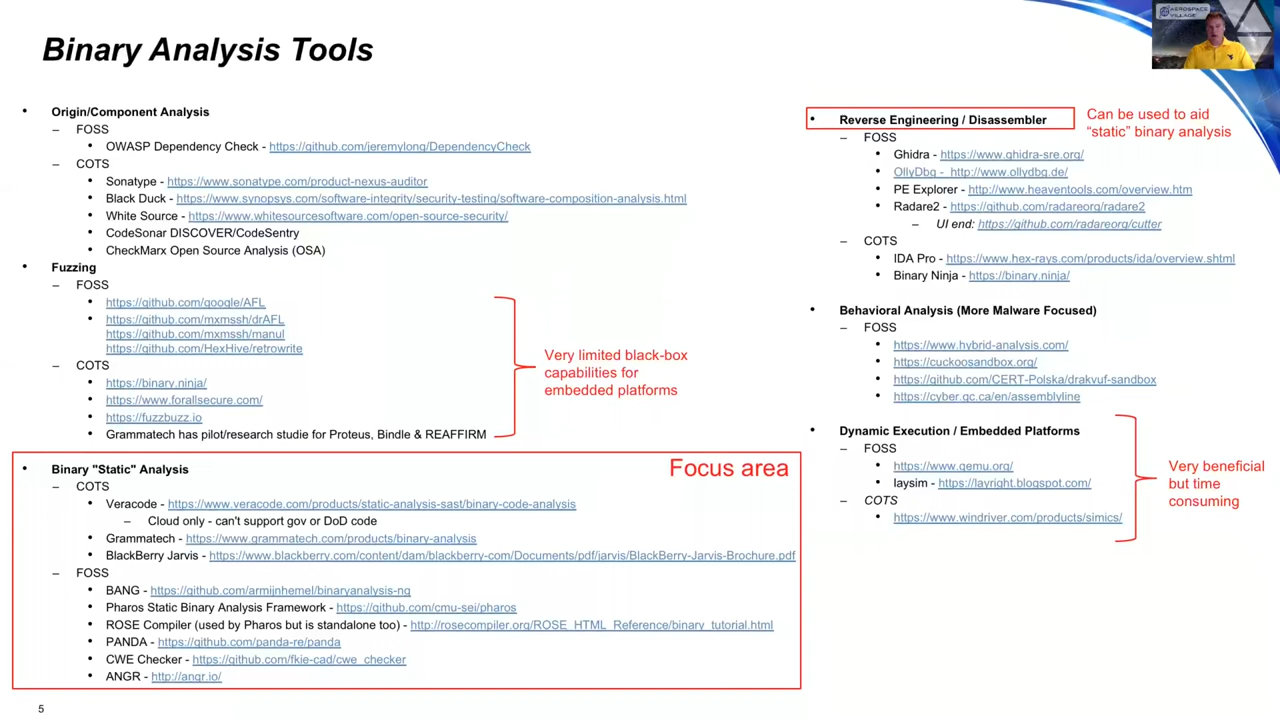 AEROSPACE
VILLAGE
Binary Analysis Tools
• Origin/Component Analysis
– FOSS
• OWASP Dependency Check - https://github.com/jeremylong/DependencyCheck
– COTS
• Sonatype - https://www.sonatype.com/product-nexus-auditor
• Black Duck - https://www.synopsys.com/software-integrity/security-testing/software-composition-analysis.html
• White Source - https://www.whitesourcesoftware.com/open-source-security/
• CodeSonar DISCOVER/CodeSentry
• CheckMarx Open Source Analysis (OSA)
• Fuzzing
– FOSS
• https://github.com/google/AFL
• https://github.com/mxmssh/drAFL
https://github.com/mxmssh/manul
https://github.com/HexHive/retrowrite
– COTS
• https://binary.ninja/
• https://www.forallsecure.com/
• https://fuzzbuzz.io
• Grammatech has pilot/research studie for Proteus, Bindle & REAFFIRM
Very limited black-box
capabilities for
embedded platforms
• Binary "Static" Analysis
Focus area
– COTS
• Veracode - https://www.veracode.com/products/static-analysis-sast/binary-code-analysis
– Cloud only - can't support gov or DoD code
• Grammatech - https://www.grammatech.com/products/binary-analysis
• BlackBerry Jarvis - https://www.blackberry.com/content/dam/blackberry-com/Documents/pdf/jarvis/BlackBerry-Jarvis-Brochure.pdf
– FOSS
• BANG - https://github.com/armijnhemel/binaryanalysis-ng
• Pharos Static Binary Analysis Framework - https://github.com/cmu-sei/pharos
• ROSE Compiler (used by Pharos but is standalone too) - http://rosecompiler.org/ROSE_HTML_Reference/binary_tutorial.html
• PANDA - https://github.com/panda-re/panda
• CWE Checker - https://github.com/fkie-cad/cwe_checker
• ANGR - http://angr.io/
• Reverse Engineering / Disassembler
Can be used to aid
“static” binary analysis
– FOSS
• Ghidra - https://www.ghidra-sre.org/
• OllyDbg - http://www.ollydbg.de/
• PE Explorer - http://www.heaventools.com/overview.htm
• Radare2 - https://github.com/radareorg/radare2
– UI end: https://github.com/radareorg/cutter
– COTS
• IDA Pro - https://www.hex-rays.com/products/ida/overview.shtml
• Binary Ninja - https://binary.ninja/
• Behavioral Analysis (More Malware Focused)
– FOSS
• https://www.hybrid-analysis.com/
• https://cuckoosandbox.org/
• https://github.com/CERT-Polska/drakvuf-sandbox
• https://cyber.gc.ca/en/assemblyline
• Dynamic Execution / Embedded Platforms
– FOSS
• https://www.qemu.org/
• laysim - https://layright.blogspot.com/
– COTS
• https://www.windriver.com/products/simics/
Very beneficial
but time
consuming
5